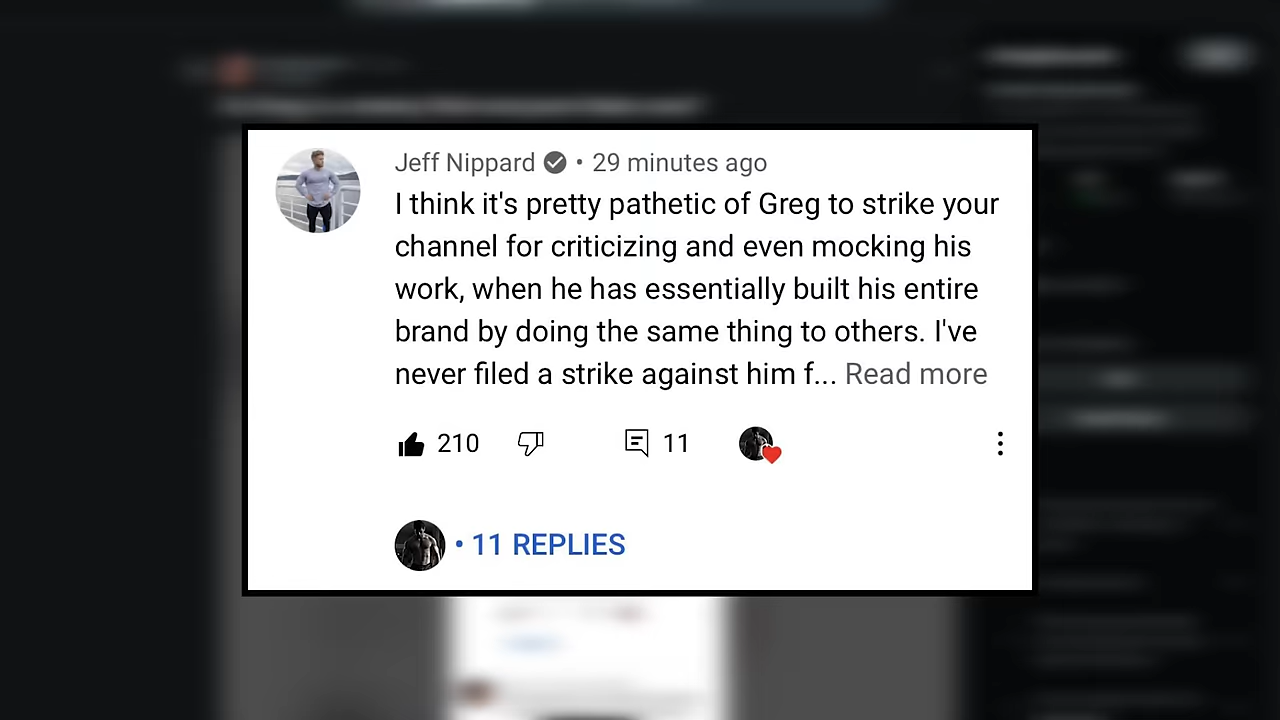 Jeff Nippard • 29 minutes ago
I think it's pretty pathetic of Greg to strike your
channel for criticizing and even mocking his
work, when he has essentially built his entire
brand by doing the same thing to others. I've
never filed a strike against him f... Read more
210 11
• 11 REPLIES